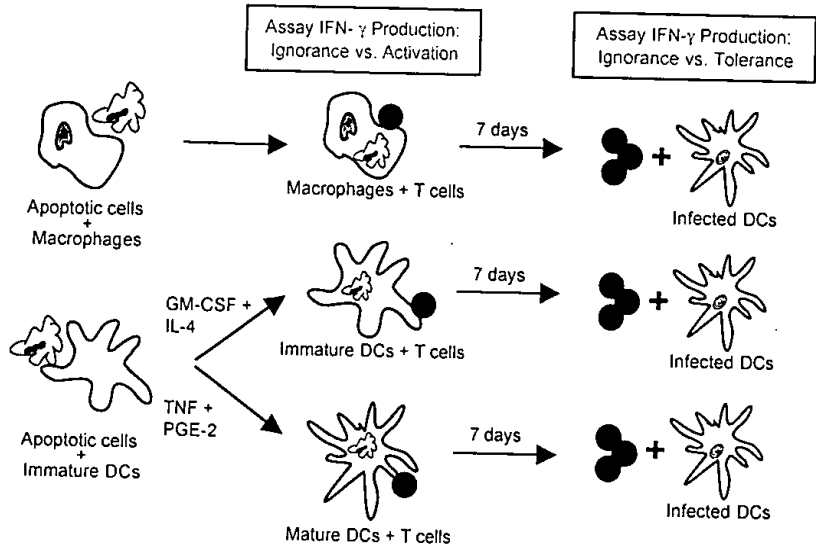 Assay IFN- γ Production:
Ignorance vs. Activation
Assay IFN-γ Production:
Ignorance vs. Tolerance
Apoptotic cells
+
Macrophages
Macrophages + T cells
7 days
+
Infected DCs
Apoptotic cells
+
Immature DCs
GM-CSF +
IL-4
TNF +
PGE-2
Immature DCs + T cells
7 days
+
Infected DCs
Mature DCs + T cells
7 days
+
Infected DCs